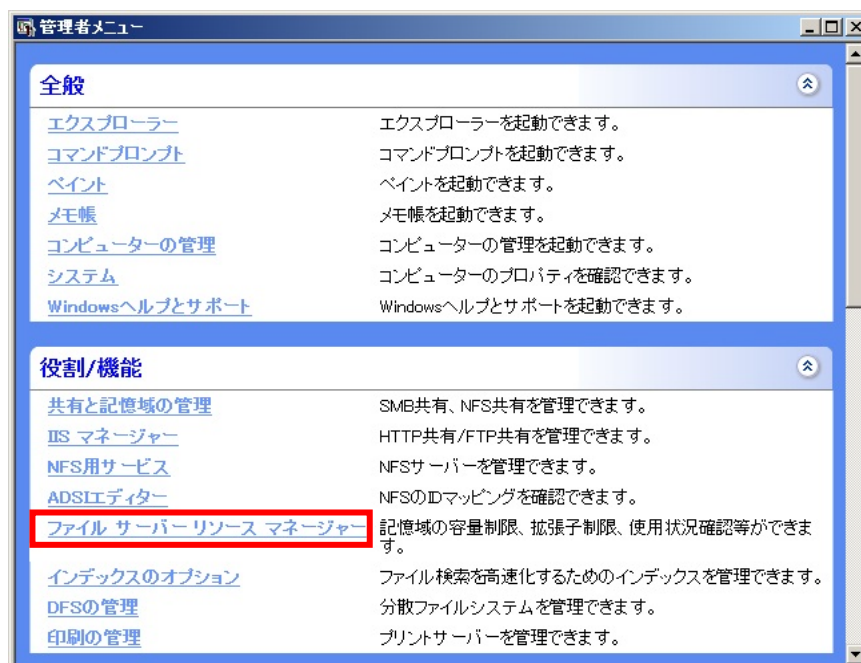 管理者メニュー
全般
エクスプローラー エクスプローラーを起動できます。
コマンドプロンプト コマンドプロンプトを起動できます。
ペイント ペイントを起動できます。
メモ帳 メモ帳を起動できます。
コンピューターの管理 コンピューターの管理を起動できます。
システム コンピューターのプロパティを確認できます。
Windowsヘルプとサポート Windowsヘルプとサポートを起動できます。
役割/機能
共有と記憶域の管理 SMB共有、NFS共有を管理できます。
IIS マネージャー HTTP共有/FTP共有を管理できます。
NFS用サービス NFSサーバーを管理できます。
ADSIエディター NFSのIDマッピングを確認できます。
ファイル サーバー リソース マネージャー 記憶域の容量制限、拡張子制限、使用状況確認等ができま
す。
インデックスのオプション ファイル検索を高速化するためのインデックスを管理できます。
DFSの管理 分散ファイルシステムを管理できます。
印刷の管理 プリントサーバーを管理できます。